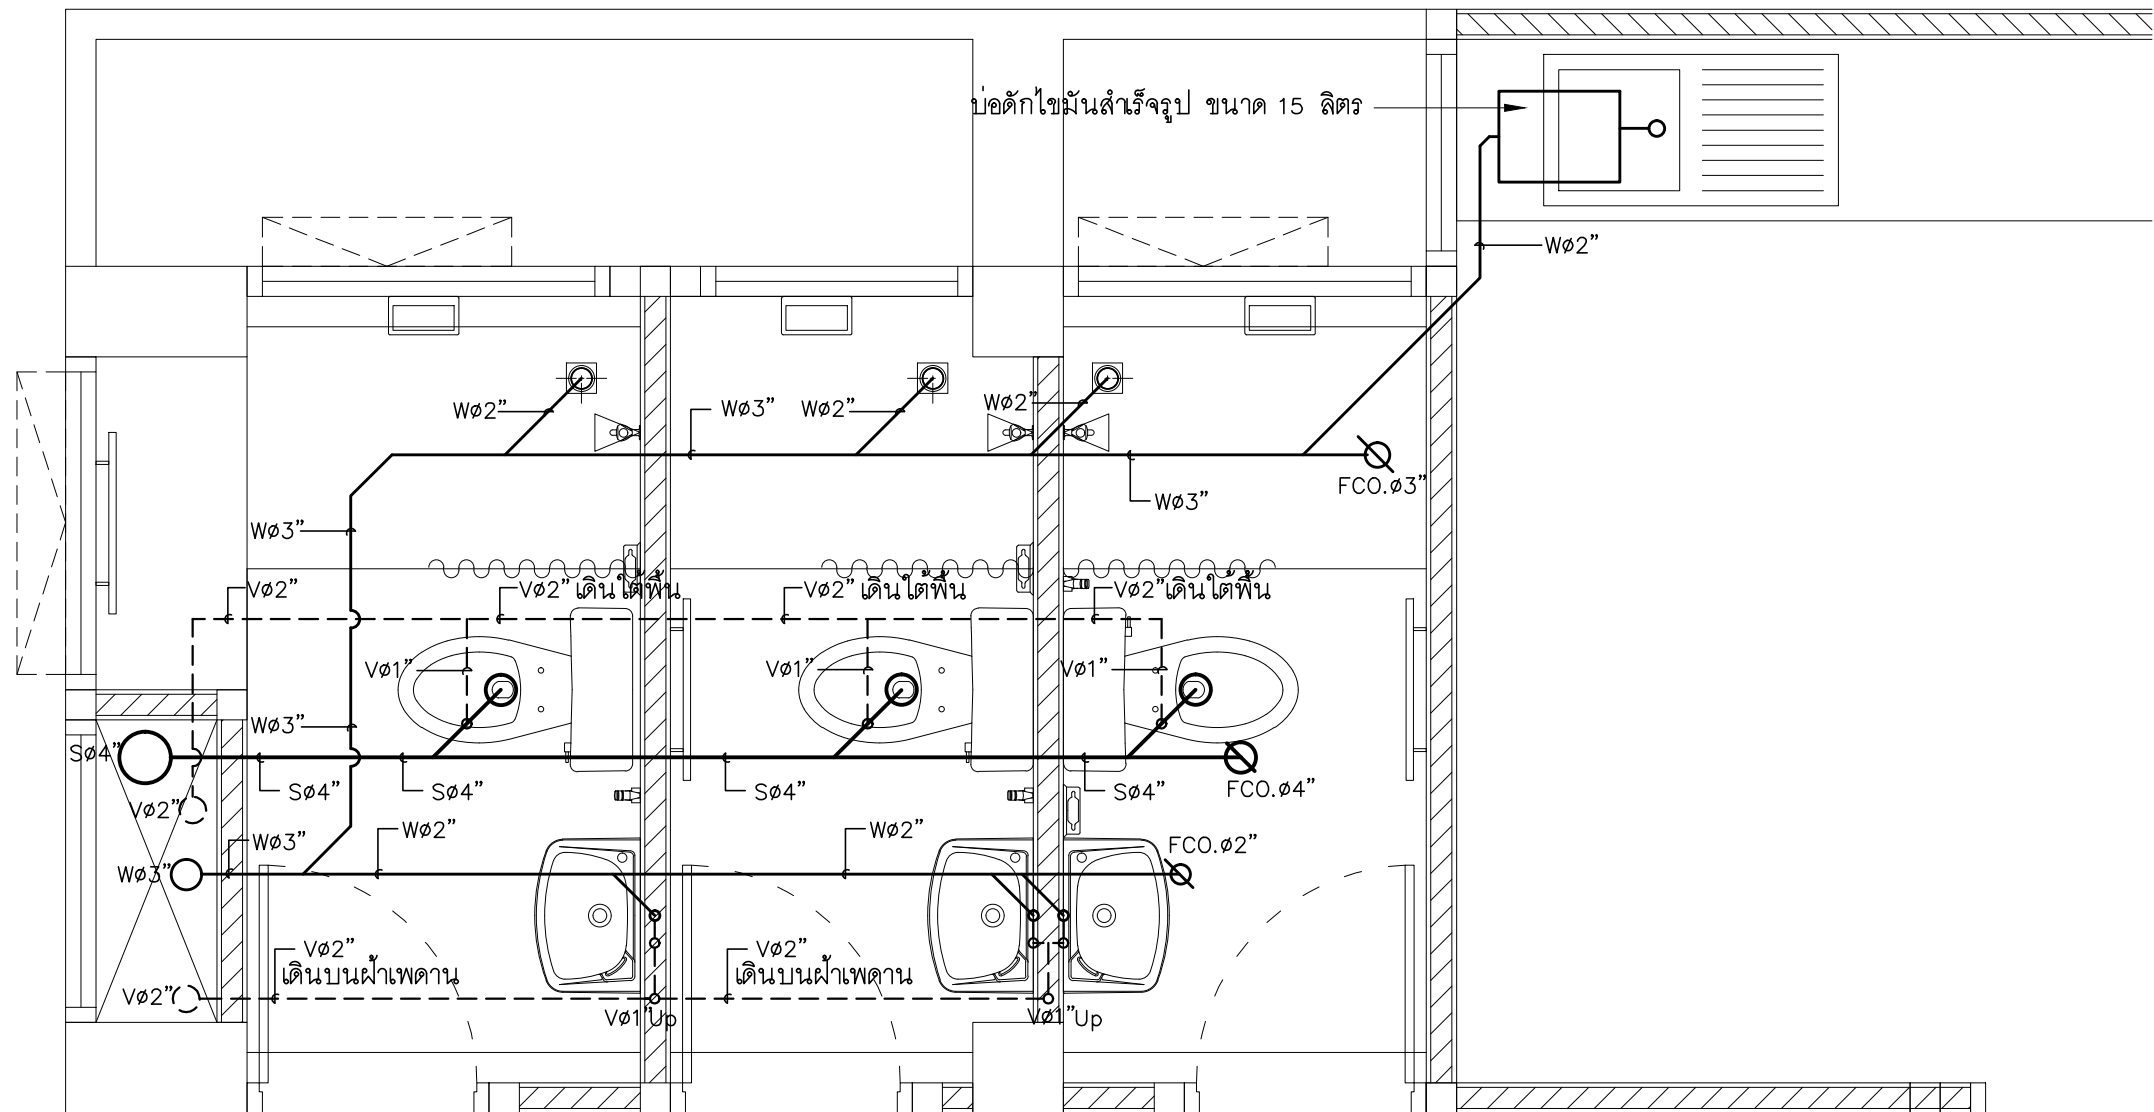 บ่อดักไขมันสำเร็จรูป ขนาด 15 ลิตร
Wø2"
Wø2"
Wø3"
Wø2"
Wø2"
FCO.ø3"
Wø3"
Wø3"
Vø2"
Vø2" เดินใต้พื้น
Vø2" เดินใต้พื้น
Vø2" เดินใต้พื้น
Vø1"
Vø1"
Vø1"
Wø3"
Sø4"
Sø4"
Sø4"
Sø4"
Sø4"
FCO.ø4"
Vø2"
Wø3"
Wø2"
Wø2"
FCO.ø2"
Wø3"
Vø2"
เดินบนฝ้าเพดาน
Vø2"
เดินบนฝ้าเพดาน
Vø2"
Vø1"Up
Vø1"Up